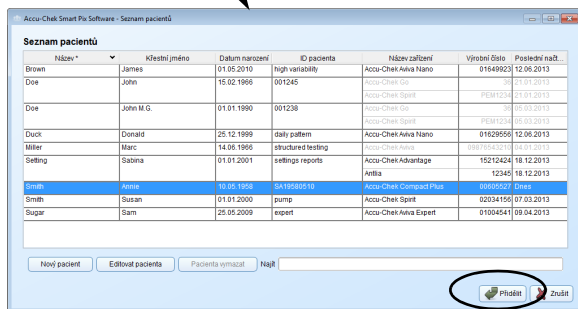 Accu-Chek Smart Pix Software - Seznam pacientů
Seznam pacientů
Název * Křestní jméno Datum narození ID pacienta Název zařízení Výrobní číslo Poslední načt...
Brown James 01.05.2010 high variability Accu-Chek Aviva Nano 01649923 12.06.2013
Doe John 15.02.1966 001245 Accu-Chek Go 36 21.01.2013
Accu-Chek Spirit PEM1234 21.01.2013
Doe John M.G. 01.01.1990 001238 Accu-Chek Go 36 05.03.2013
Accu-Chek Spirit PEM1234 05.03.2013
Duck Donald 25.12.1999 daily pattern Accu-Chek Aviva Nano 01629556 12.06.2013
Miller Marc 14.06.1966 structured testing Accu-Chek Aviva 09876543210 04.01.2013
Setting Sabina 01.01.2001 settings reports Accu-Chek Advantage 15212424 18.12.2013
Antlia 12345 18.12.2013
Smith Annie 10.05.1958 SA19580510 Accu-Chek Compact Plus 00605527 Dnes
Smith Susan 01.01.2000 pump Accu-Chek Spirit 02034156 07.03.2013
Sugar Sam 25.05.2009 expert Accu-Chek Aviva Expert 01004541 09.04.2013
Nový pacient Editovat pacienta Pacienta vymazat Najít
Přidělit Zrušit